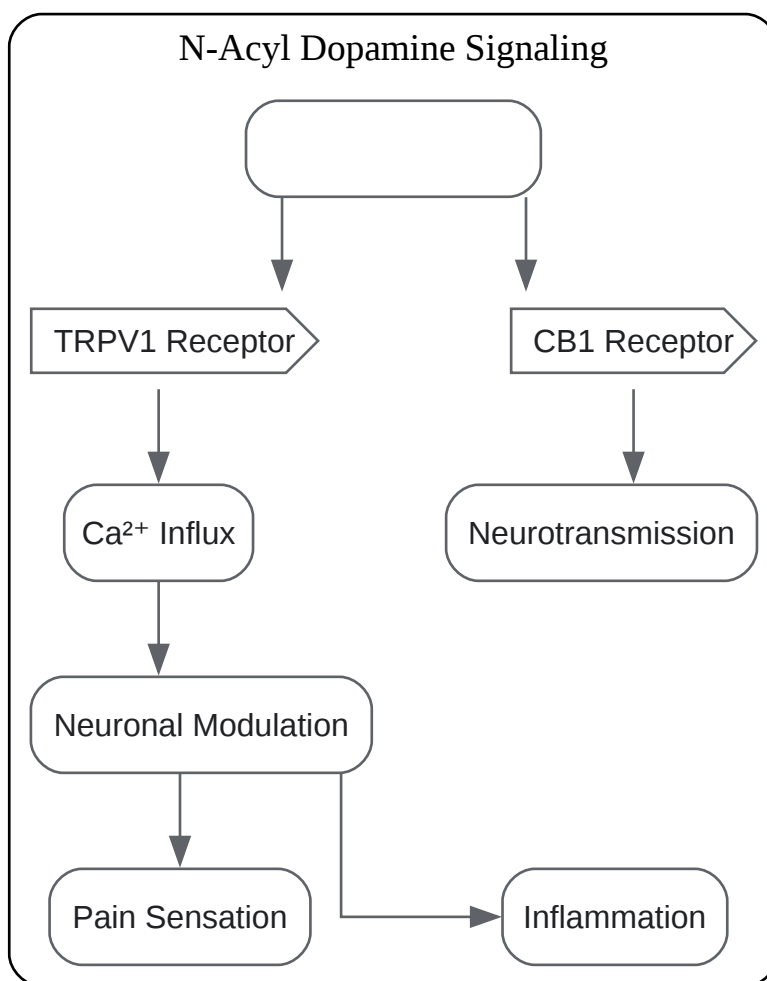 N-Acyl Dopamine Signaling
TRPV1 Receptor
CB1 Receptor
Ca²⁺ Influx
Neurotransmission
Neuronal Modulation
Pain Sensation
Inflammation